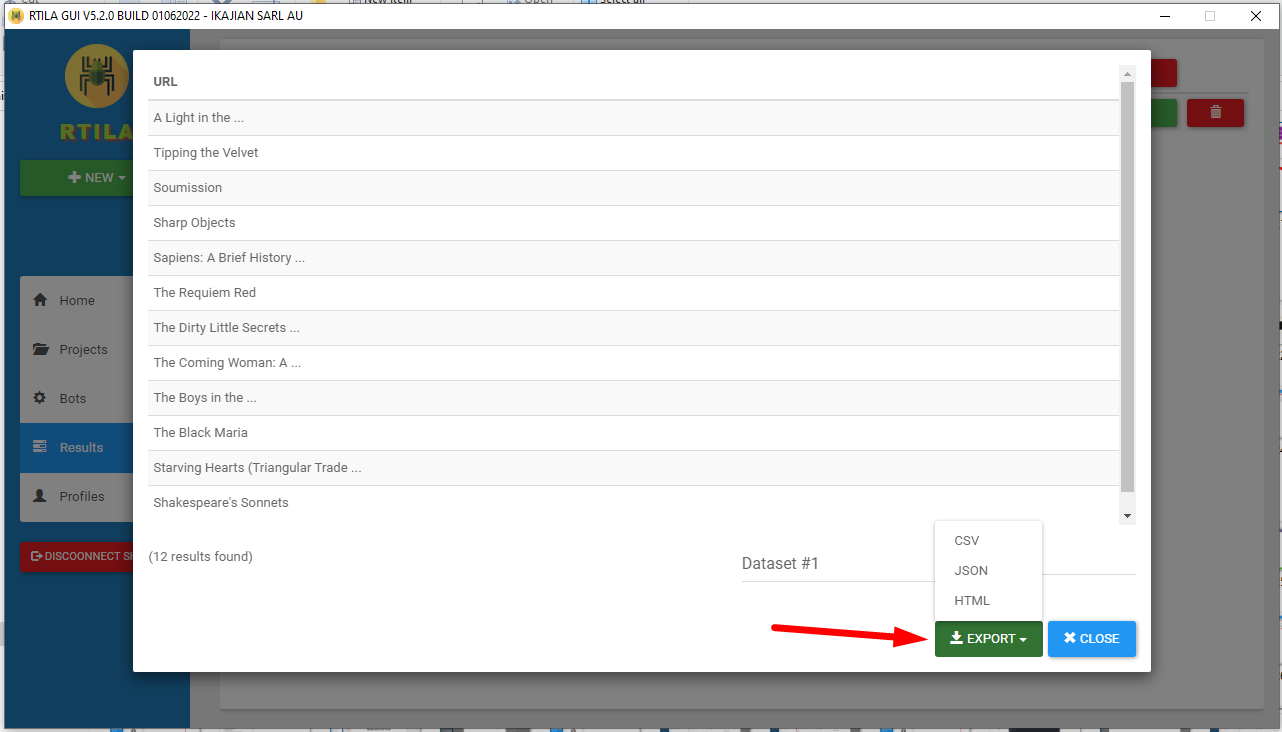 RTILA GUI V5.2.0 BUILD 01062022 - IKAJIAN SARL AU
RTILA
NEW
Home
Projects
Bots
Results
Profiles
DISCOONNECT
URL
A Light in the ...
Tipping the Velvet
Soumission
Sharp Objects
Sapiens: A Brief History ...
The Requiem Red
The Dirty Little Secrets ...
The Coming Woman: A ...
The Boys in the ...
The Black Maria
Starving Hearts (Triangular Trade ...
Shakespeare's Sonnets
(12 results found)
Dataset #1
CSV
JSON
HTML
EXPORT
CLOSE